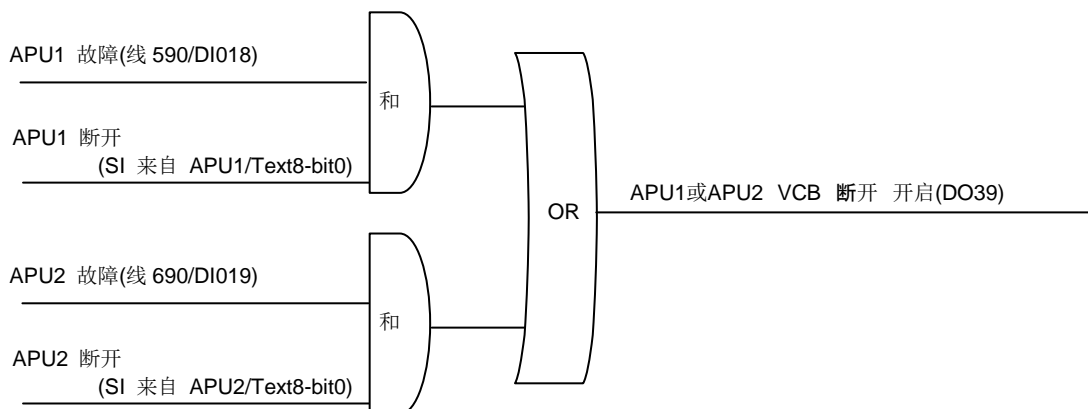 APU1 故障(线 590/DI018)
和
APU1 断开
(SI 来自 APU1/Text8-bit0)
OR
APU1或APU2 VCB 断开 开启(DO39)
APU2 故障(线 690/DI019)
和
APU2 断开
(SI 来自 APU2/Text8-bit0)